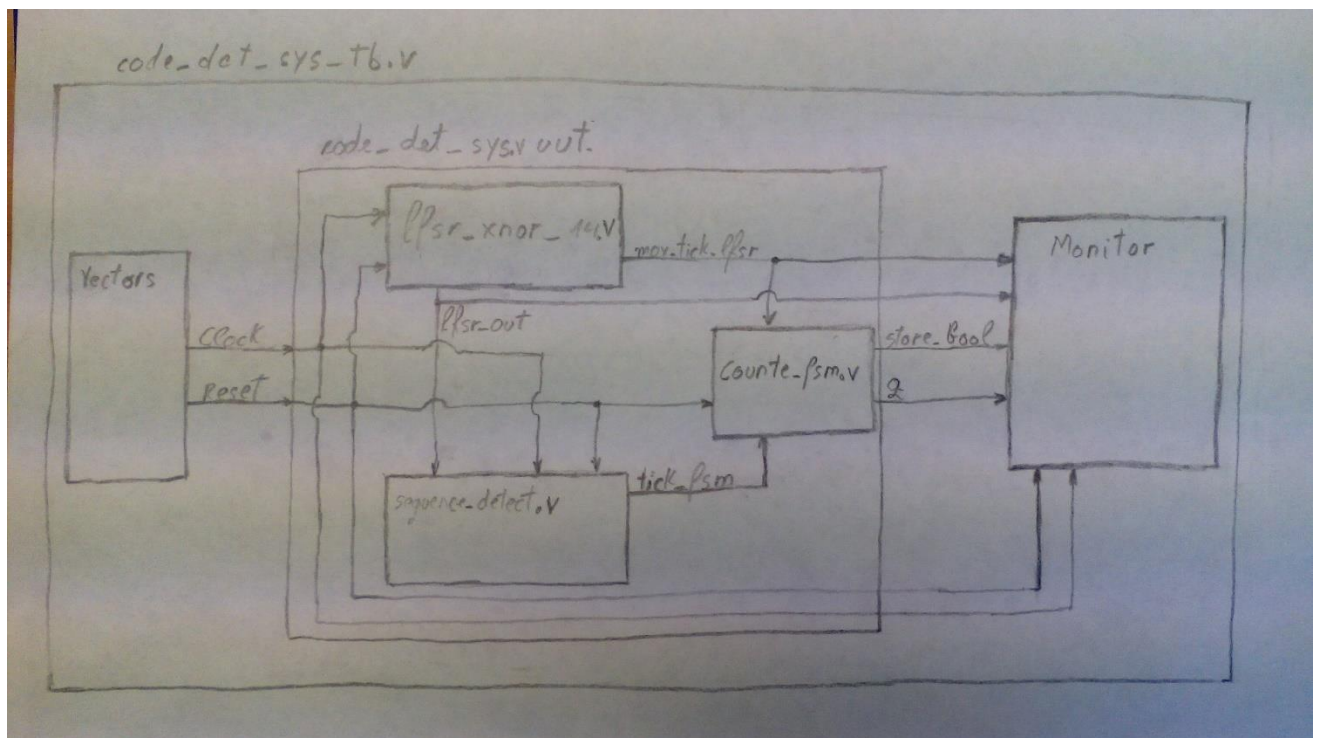 code_det_sys_tb.v
code_det_sys.v uut.
lfsr_xnor_14.v
max_tick_lfsr
Monitor
Vectors
lfsr_out
Clock
store_Bool
Counte_fsm.v
Reset
q
tick_fsm
sequence_detect.v